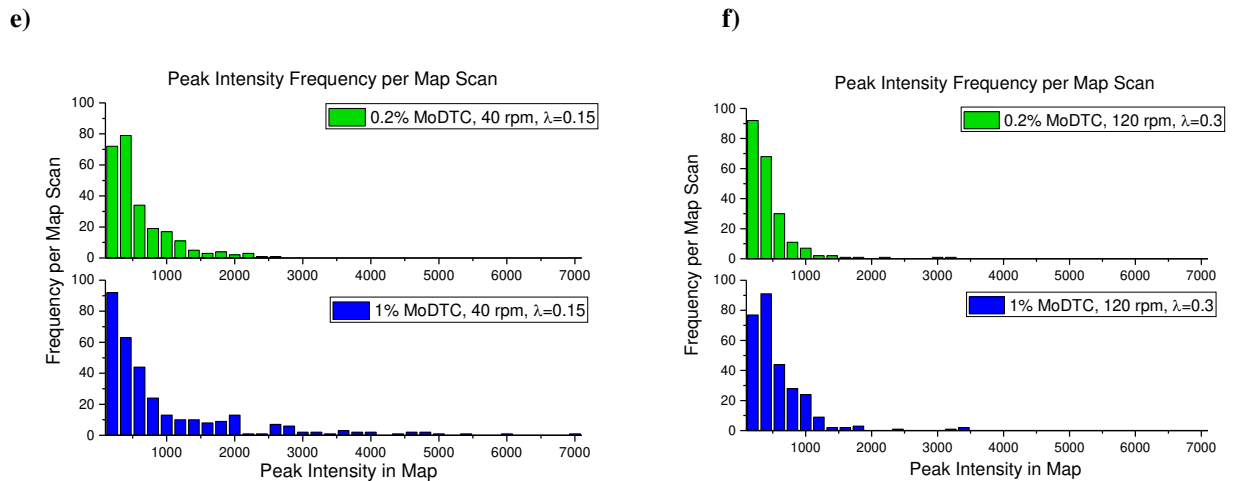 e)
Peak Intensity Frequency per Map Scan
0.2% MoDTC, 40 rpm, λ=0.15
100
80
60
40
20
0
1000 2000 3000 4000 5000 6000 7000
1% MoDTC, 40 rpm, λ=0.15
100
80
60
40
20
0
1000 2000 3000 4000 5000 6000 7000
Frequency per Map Scan
Peak Intensity in Map
f)
Peak Intensity Frequency per Map Scan
0.2% MoDTC, 120 rpm, λ=0.3
100
80
60
40
20
0
1000 2000 3000 4000 5000 6000 7000
1% MoDTC, 120 rpm, λ=0.3
100
80
60
40
20
0
1000 2000 3000 4000 5000 6000 7000
Frequency per Map Scan
Peak Intensity in Map